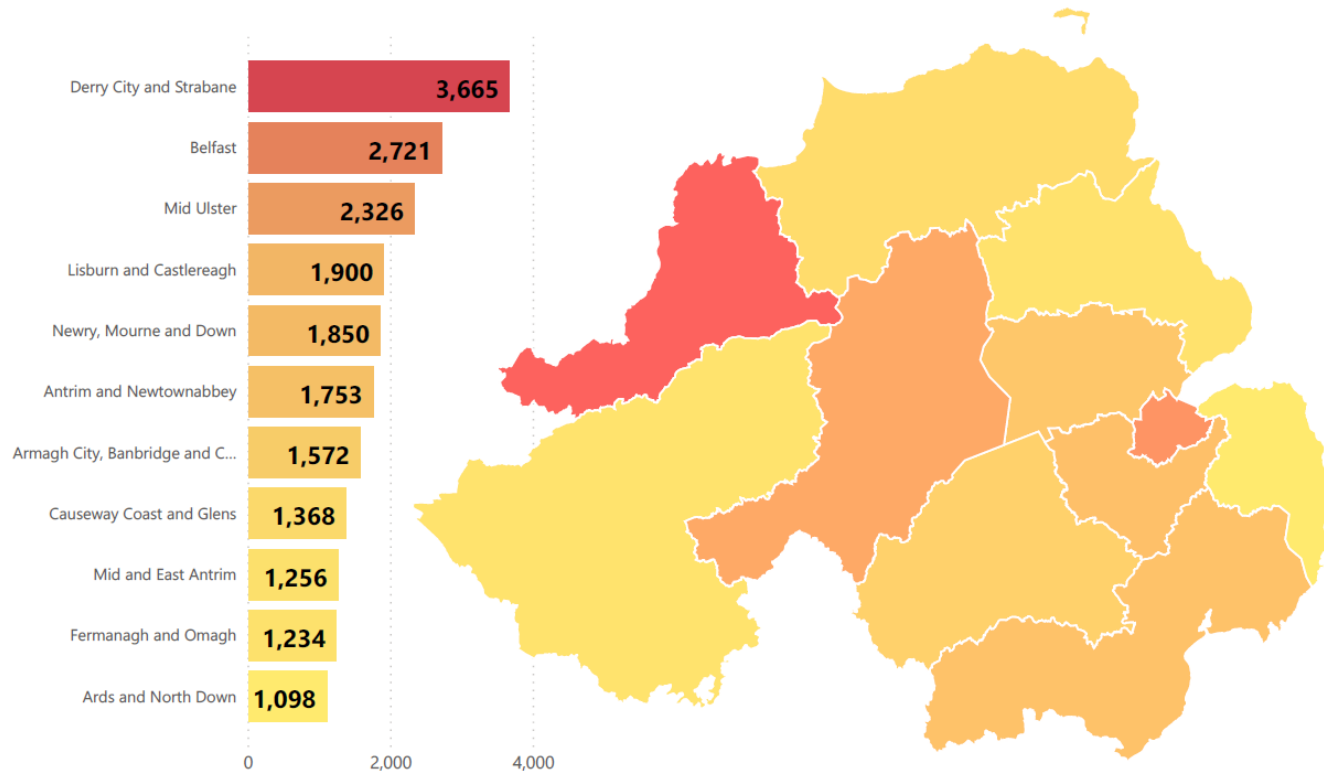 Derry City and Strabane 3,665
Belfast 2,721
Mid Ulster 2,326
Lisburn and Castlereagh 1,900
Newry, Mourne and Down 1,850
Antrim and Newtownabbey 1,753
Armagh City, Banbridge and C... 1,572
Causeway Coast and Glens 1,368
Mid and East Antrim 1,256
Fermanagh and Omagh 1,234
Ards and North Down 1,098
0 2,000 4,000